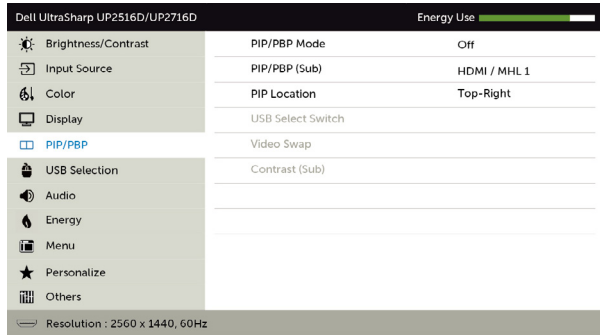 Dell UltraSharp UP2516D/UP2716D Energy Use
Brightness/Contrast PIP/PBP Mode Off
Input Source PIP/PBP (Sub) HDMI / MHL 1
Color PIP Location Top-Right
Display USB Select Switch
PIP/PBP Video Swap
USB Selection Contrast (Sub)
Audio
Energy
Menu
Personalize
Others
Resolution : 2560 x 1440, 60Hz